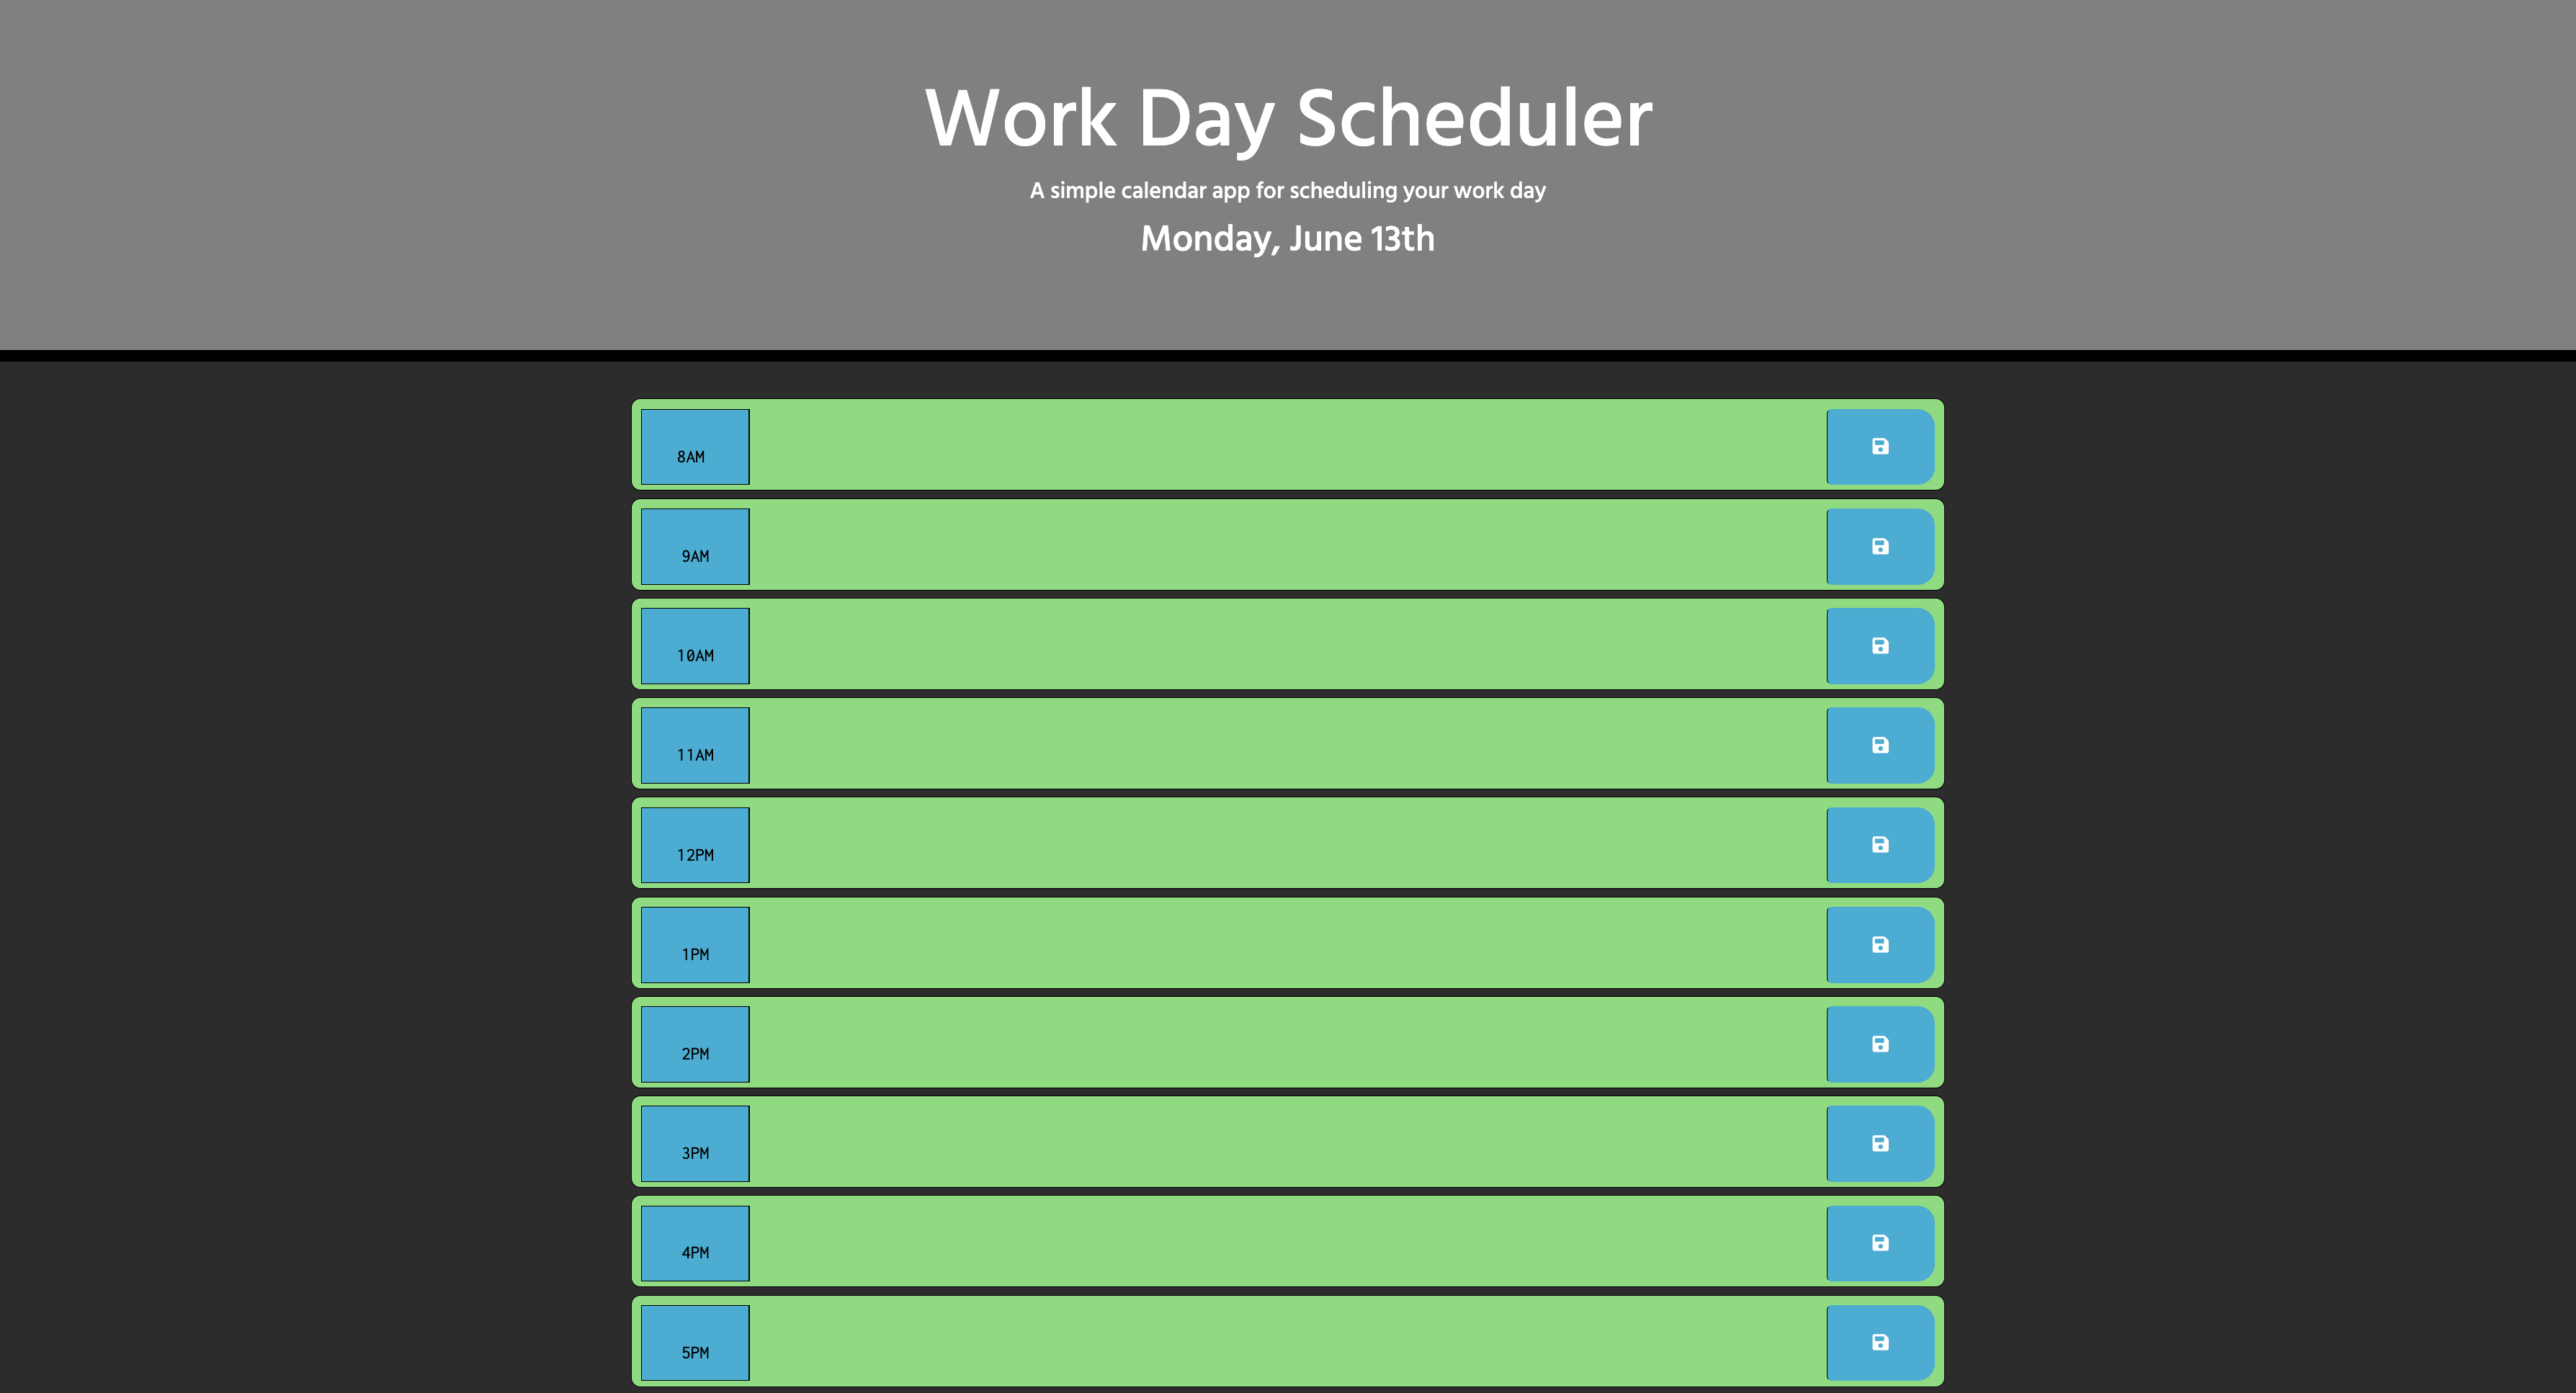 Work Day Scheduler
A simple calendar app for scheduling your work day
Monday, June 13th
8AM
9AM
10AM
11AM
12PM
1PM
2PM
3PM
4PM
5PM